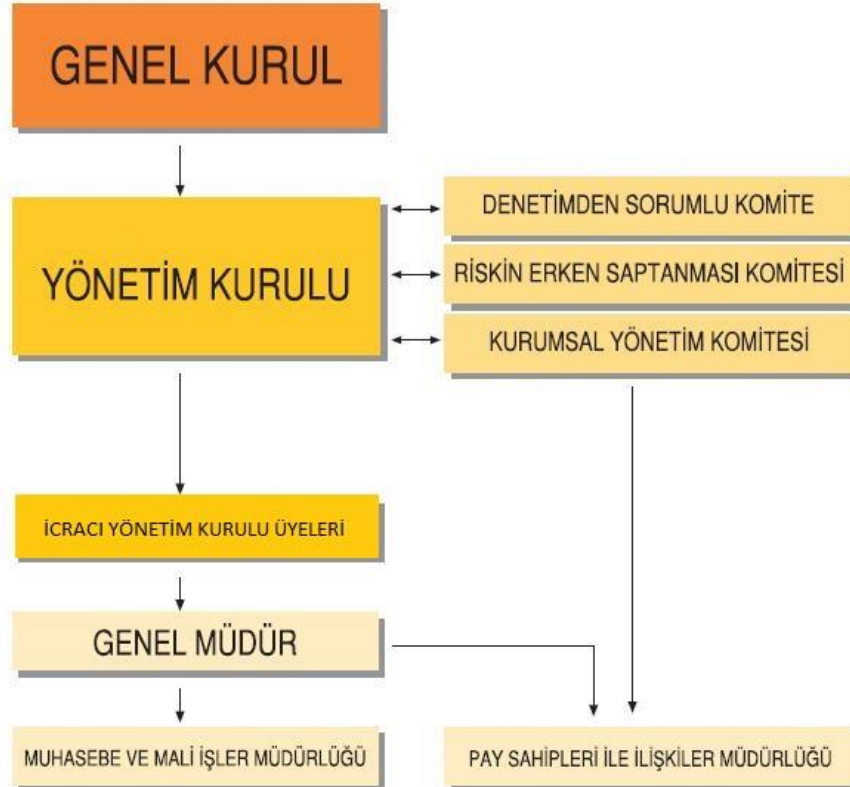 GENEL KURUL
YÖNETİM KURULU
DENETİMDEN SORUMLU KOMİTE
RİSKİN ERKEN SAPTANMASI KOMİTESİ
KURUMSAL YÖNETİM KOMİTESİ
İCRACI YÖNETİM KURULU ÜYELERİ
GENEL MÜDÜR
MUHASEBE VE MALİ İŞLER MÜDÜRLÜĞÜ
PAY SAHİPLERİ İLE İLİŞKİLER MÜDÜRLÜĞÜ